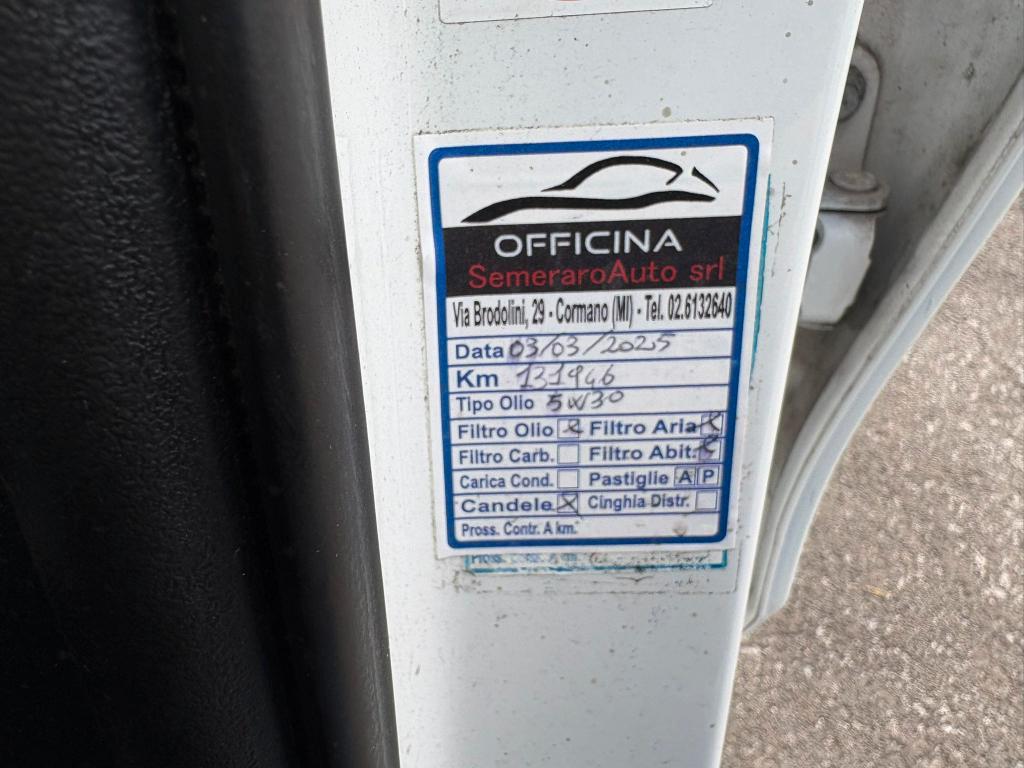 OFFICINA
SemeraroAuto srl
Via Brodolini, 29 - Cormano (MI) - Tel. 02.6132640
Data 03/03/2025
Km 131946
Tipo Olio 5W30
Filtro Olio Filtro Aria
Filtro Carb. Filtro Abit.
Carica Cond. Pastiglie A P
Candele Cinghia Distr.
Pross. Contr. A km.